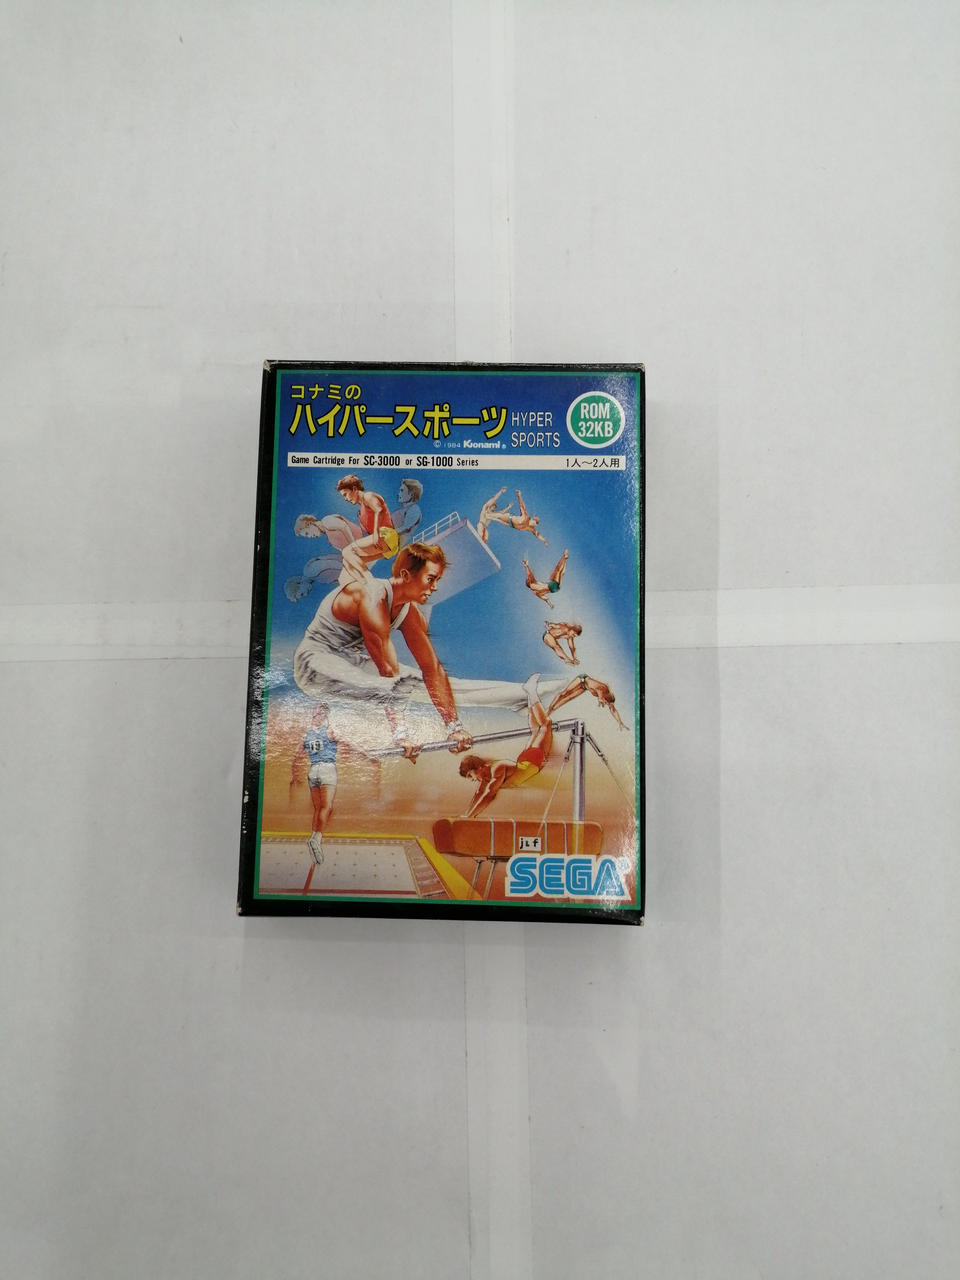 コナミの
ハイパースポーツ HYPER SPORTS
© 1984 Konami ®
ROM 32KB
Game Cartridge For SC-3000 or SG-1000 Series 1人〜2人用
19
SEGA